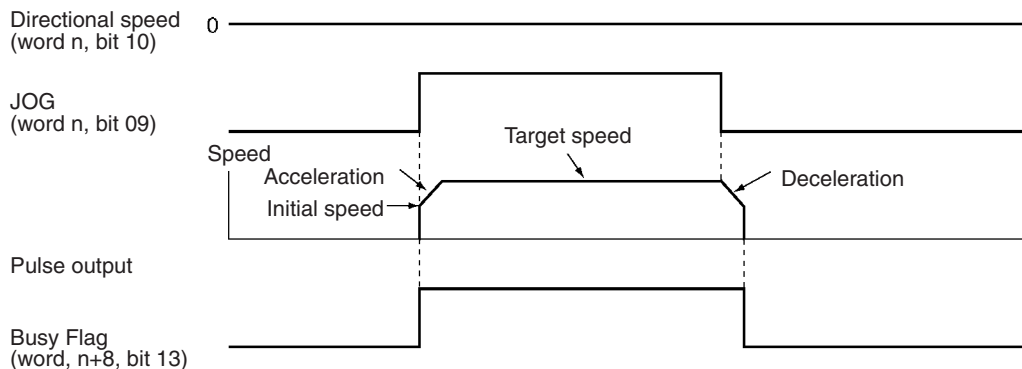 Directional speed
(word n, bit 10)
0
JOG
(word n, bit 09)
Speed
Target speed
Acceleration
Deceleration
Initial speed
Pulse output
Busy Flag
(word, n+8, bit 13)